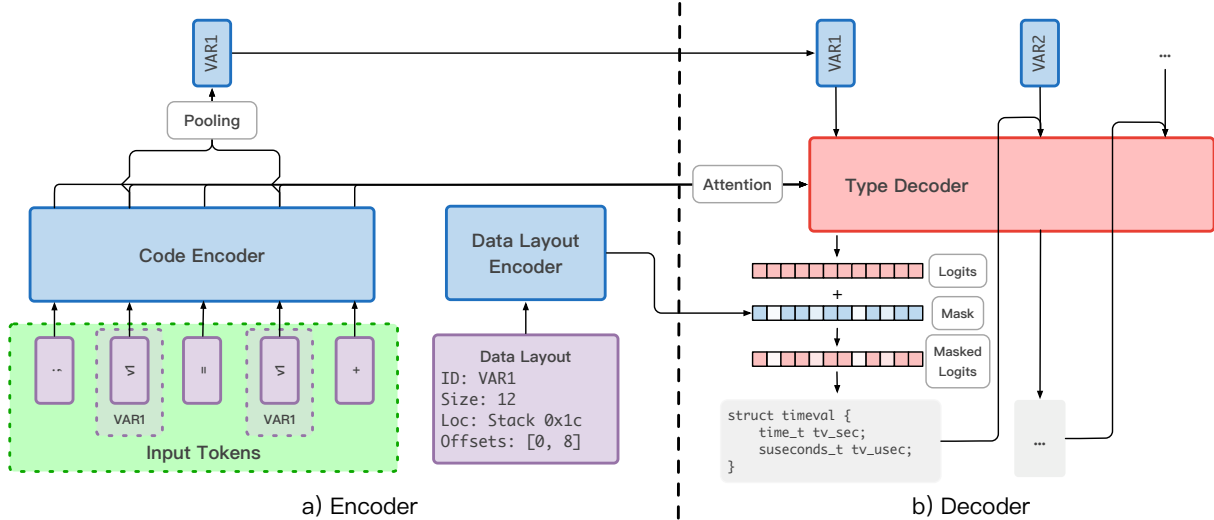 VAR1
VAR1
VAR2
...
Pooling
Attention
Type Decoder
Code Encoder
Data Layout
Encoder
Logits
+
Mask
Masked
Logits
;
v1
=
v1
+
VAR1
VAR1
Input Tokens
Data Layout
ID: VAR1
Size: 12
Loc: Stack 0x1c
Offsets: [0, 8]
struct timeval {
time_t tv_sec;
suseconds_t tv_usec;
}
...
a) Encoder
b) Decoder